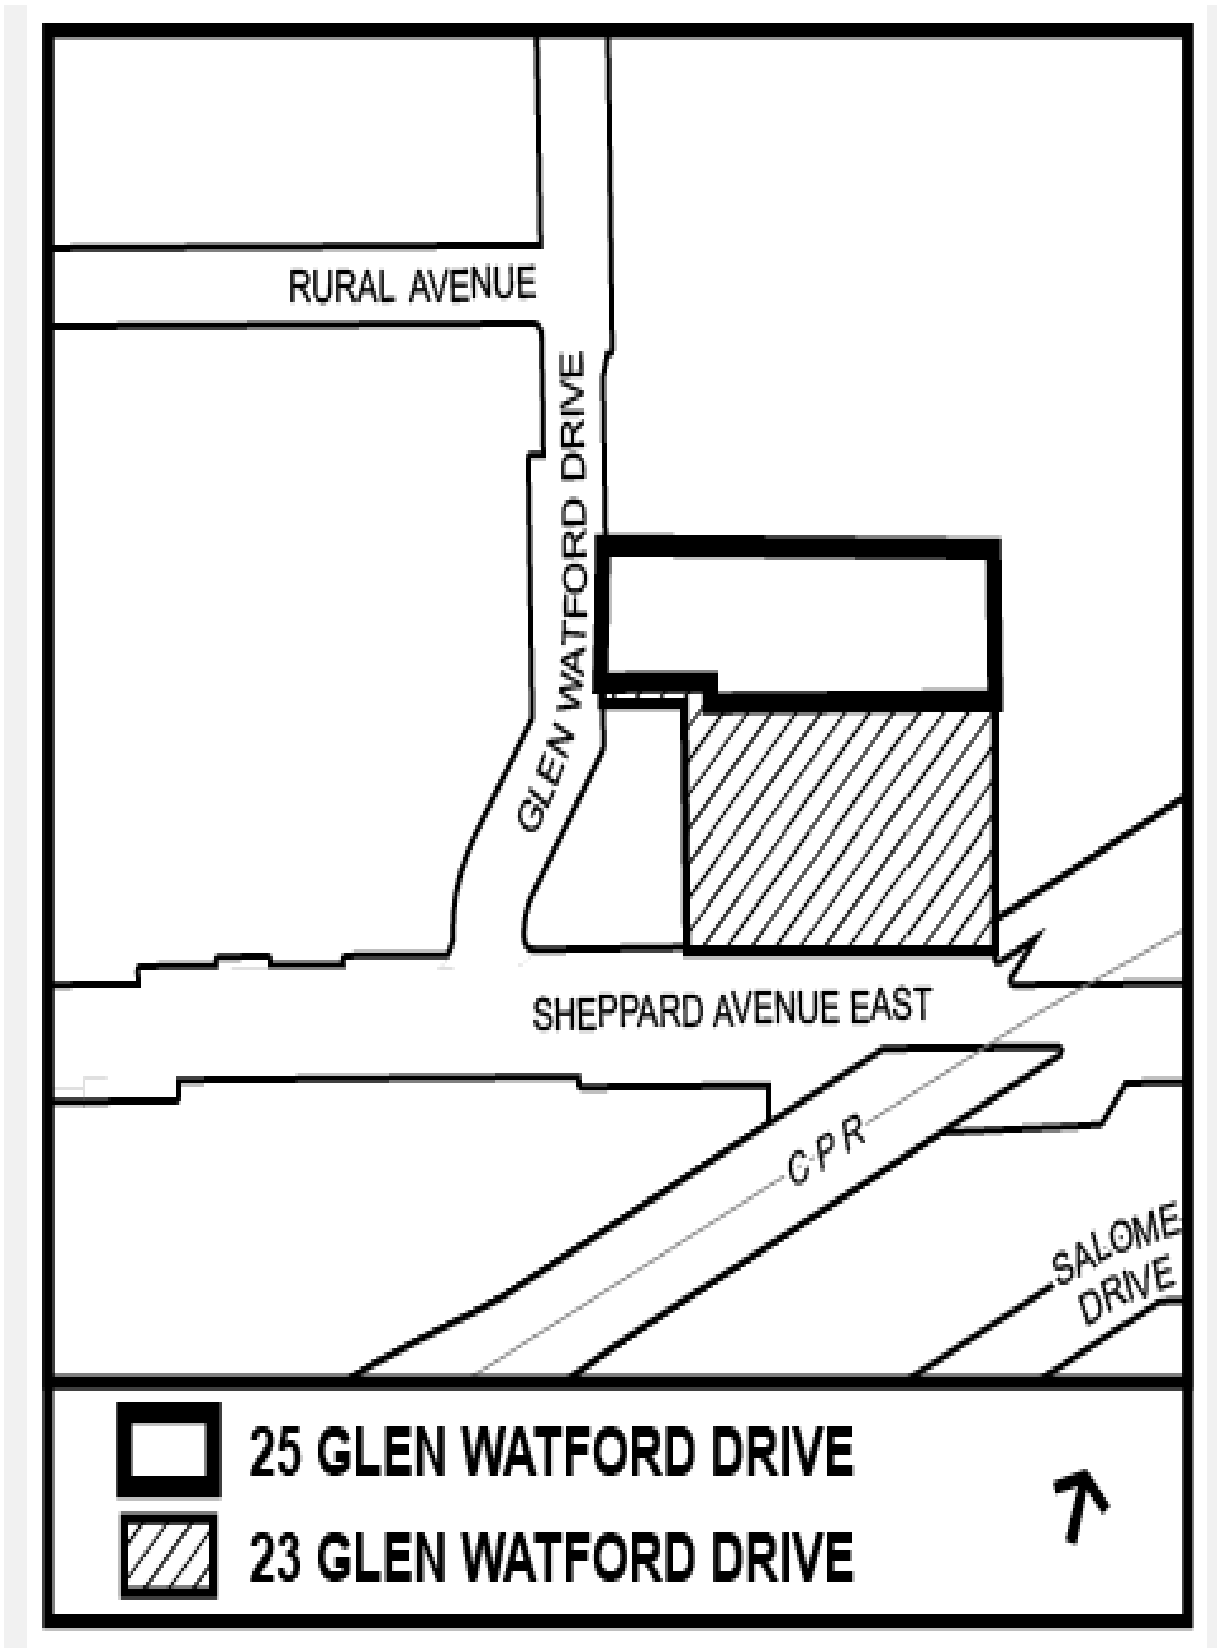 RURAL AVENUE
GLEN WATFORD DRIVE
SHEPPARD AVENUE EAST
CPR
SALOME
DRIVE
25 GLEN WATFORD DRIVE
23 GLEN WATFORD DRIVE